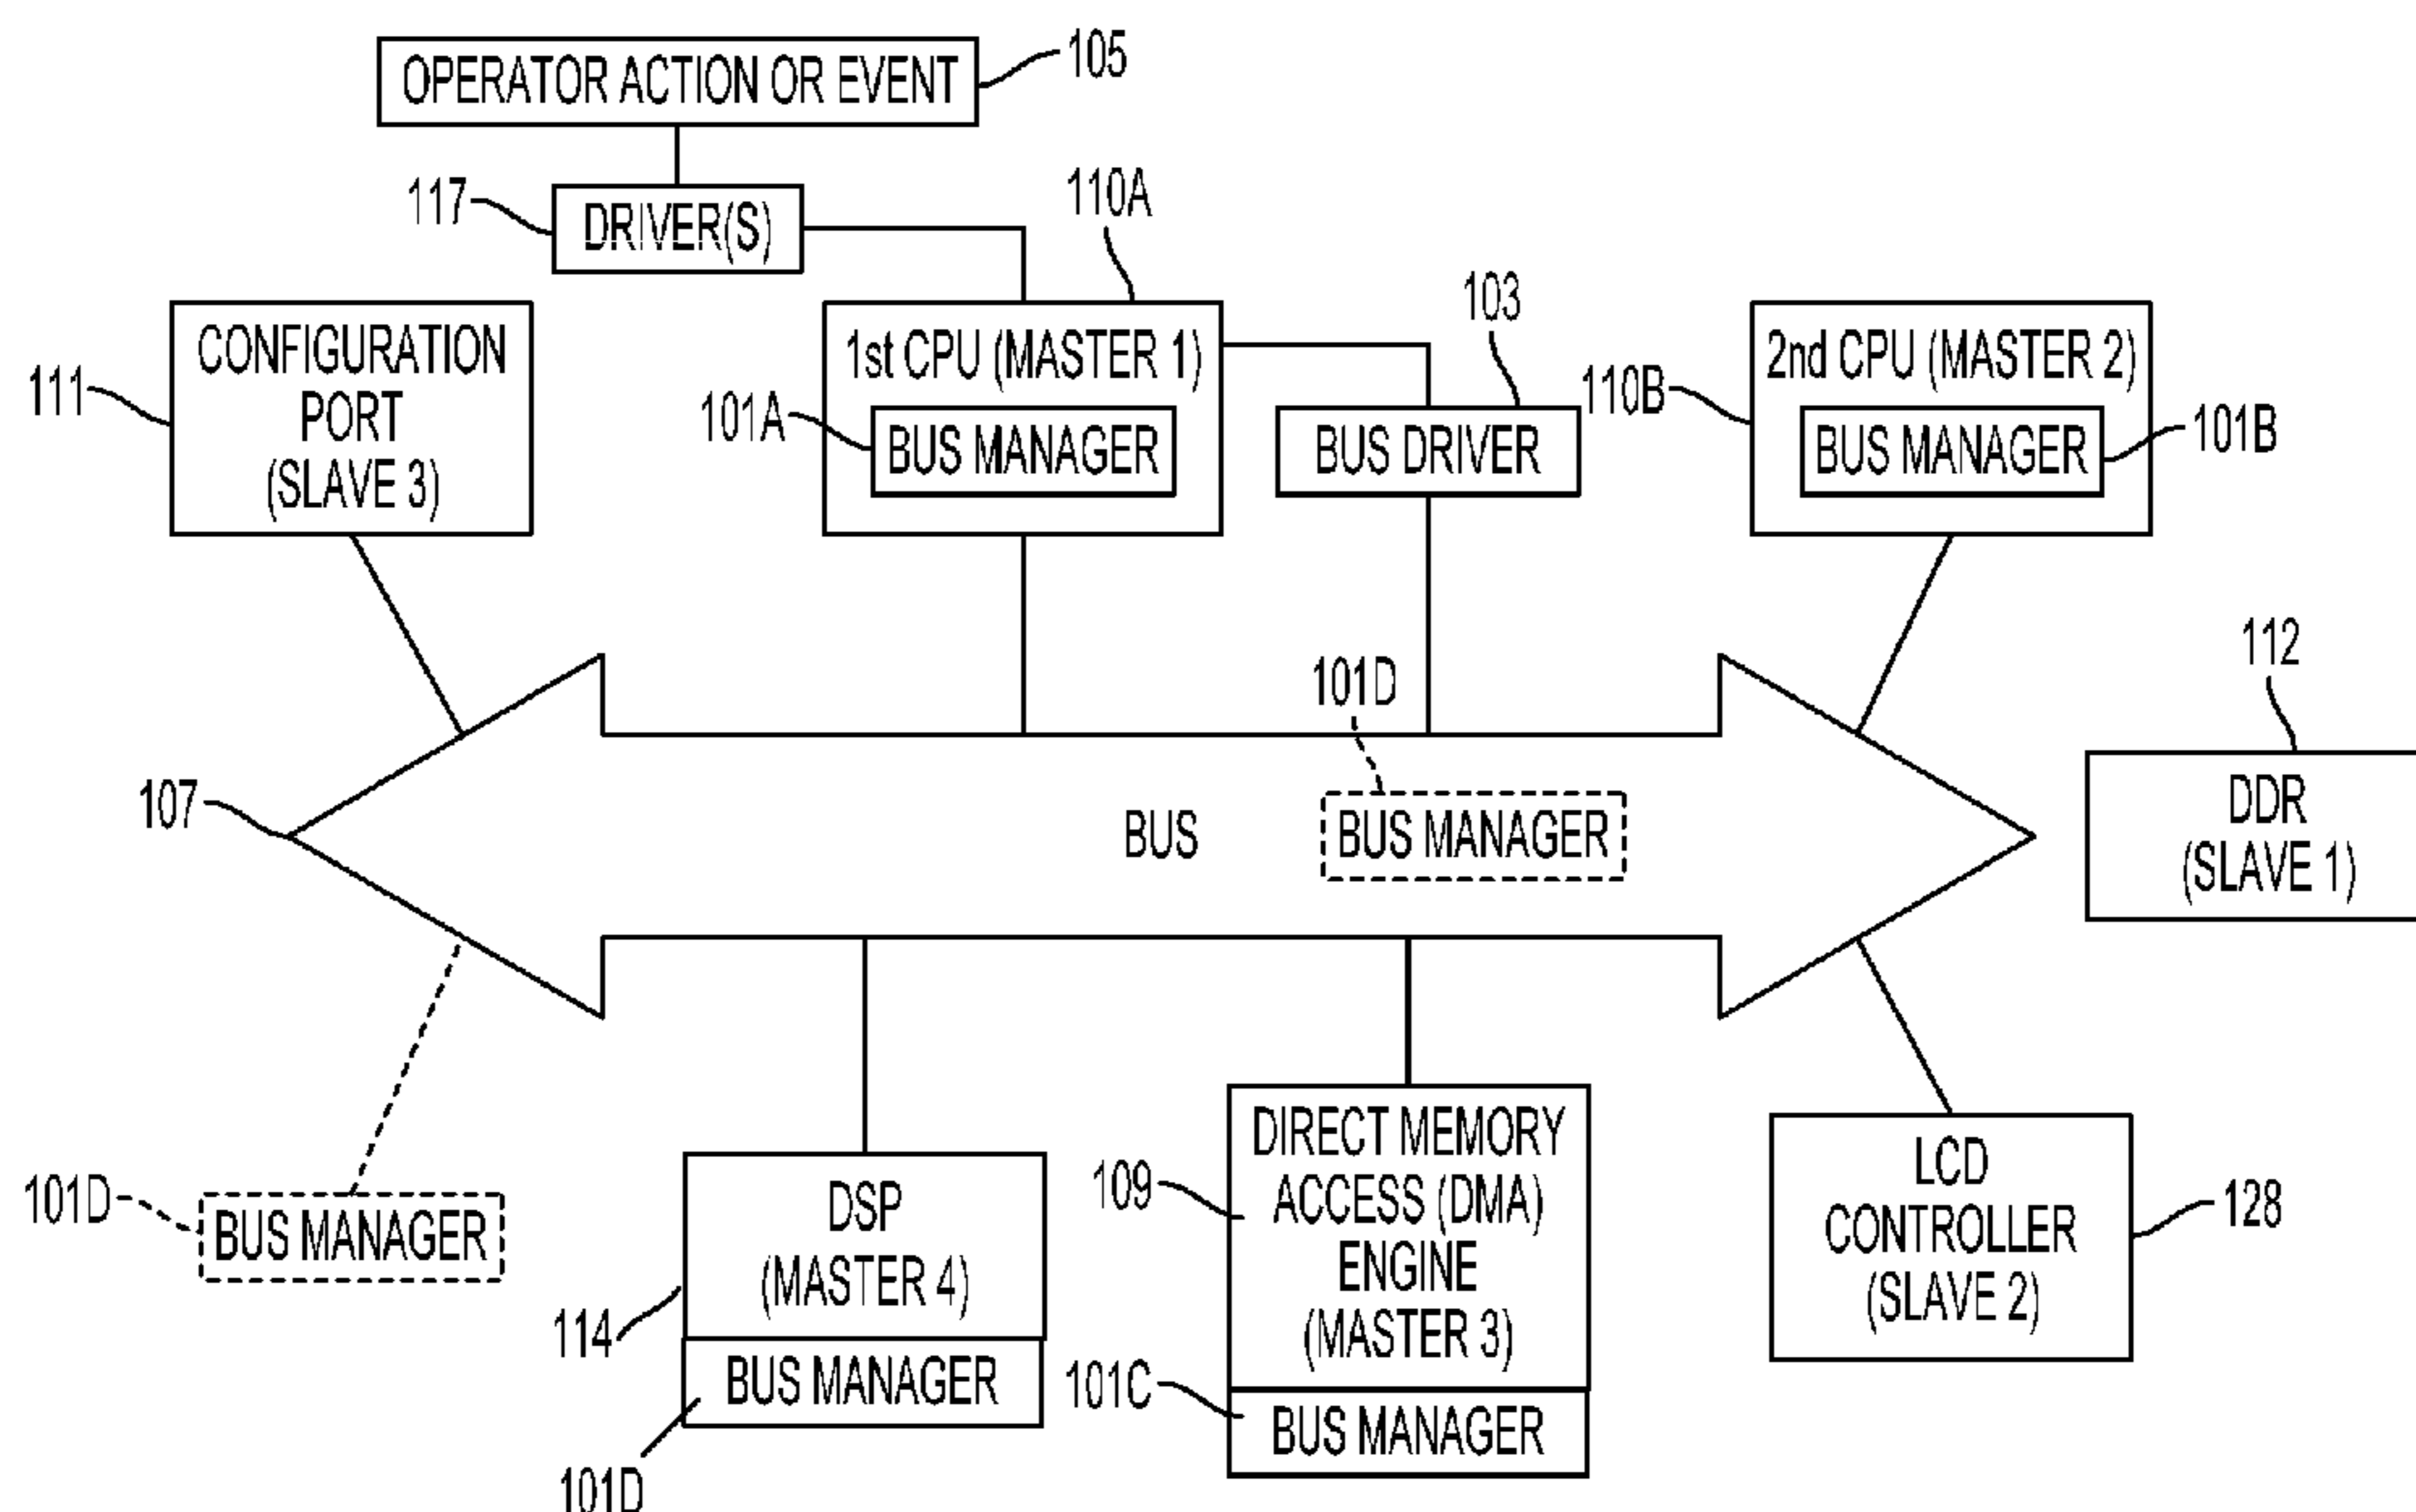 OPERATOR ACTION OR EVENT
105
117
DRIVER(S)
110A
103
CONFIGURATION
PORT
(SLAVE 3)
111
1st CPU (MASTER 1)
101A
BUS MANAGER
BUS DRIVER
110B
2nd CPU (MASTER 2)
BUS MANAGER
101B
112
101D
107
BUS
BUS MANAGER
DDR
(SLAVE 1)
101D
BUS MANAGER
DSP
(MASTER 4)
114
BUS MANAGER
101D
109
DIRECT MEMORY
ACCESS (DMA)
ENGINE
(MASTER 3)
101C
BUS MANAGER
LCD
CONTROLLER
(SLAVE 2)
128